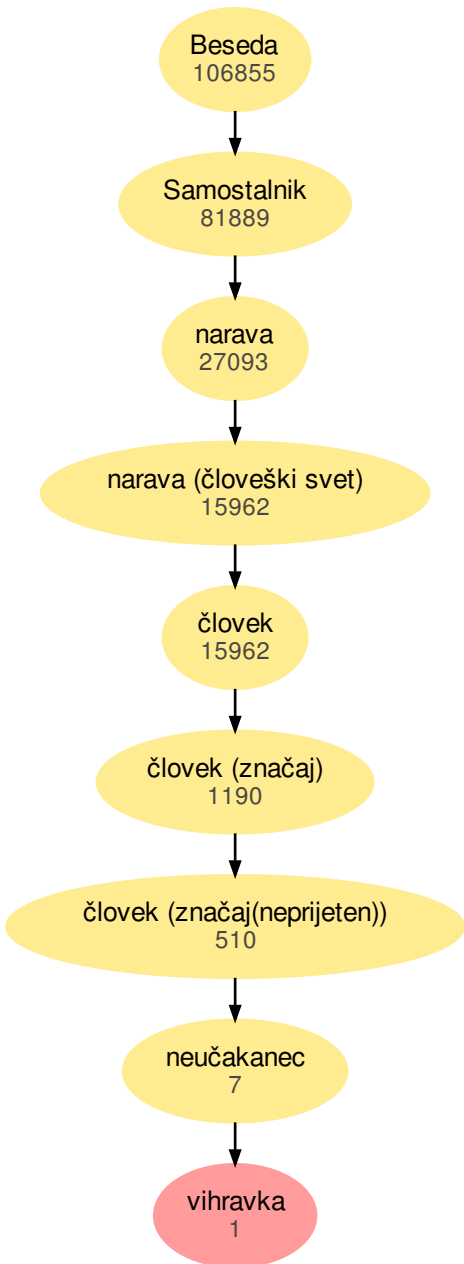 Beseda
106855
Samostalnik
81889
narava
27093
narava (človeški svet)
15962
človek
15962
človek (značaj)
1190
človek (značaj(neprijeten))
510
neučakanec
7
vihravka
1